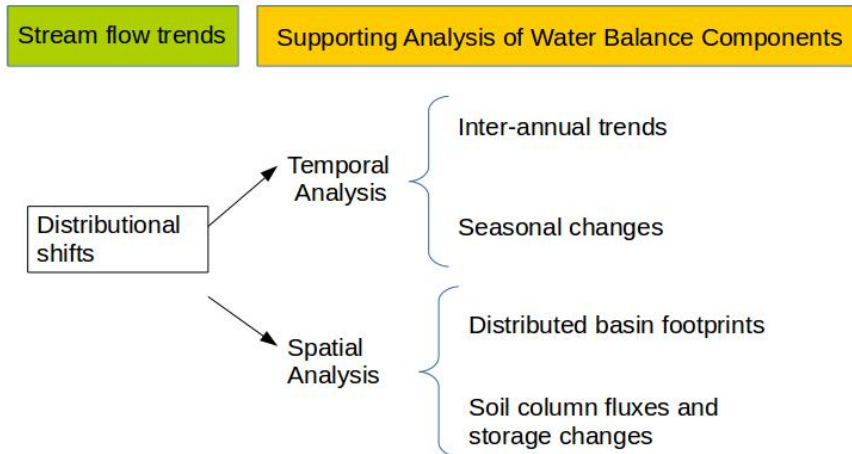 Stream flow trends
Supporting Analysis of Water Balance Components
Distributional
shifts
Temporal
Analysis
Inter-annual trends
Seasonal changes
Spatial
Analysis
Distributed basin footprints
Soil column fluxes and
storage changes